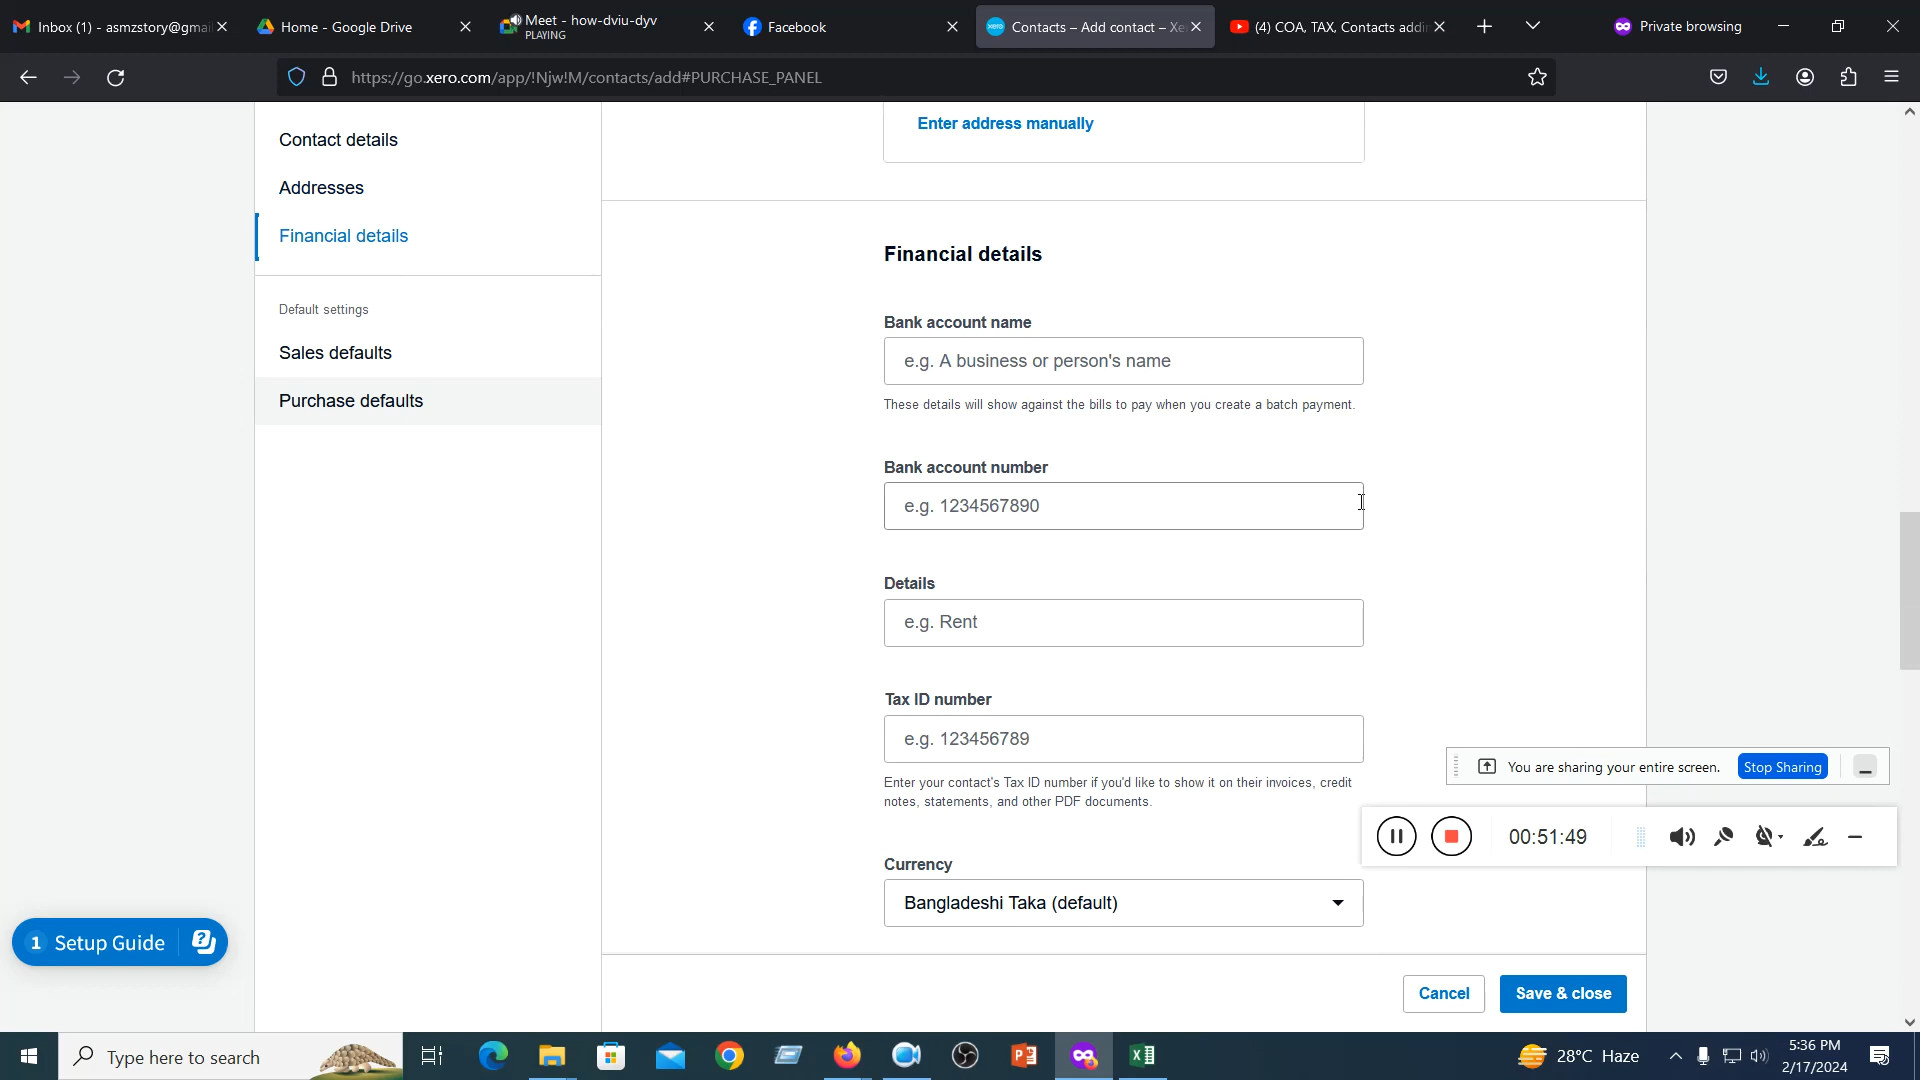 Inbox (1) - asmzstory@gmai
Home - Google Drive
Meet - how-dviu-dyv
PLAYING
Facebook
Contacts – Add contact – Xe
(4) COA, TAX, Contacts addin
Private browsing
https://go.xero.com/app/!Njw!M/contacts/add#PURCHASE_PANEL
Contact details
Addresses
Financial details
Default settings
Sales defaults
Purchase defaults
Enter address manually
Financial details
Bank account name
e.g. A business or person's name
These details will show against the bills to pay when you create a batch payment.
Bank account number
e.g. 1234567890
Details
e.g. Rent
Tax ID number
e.g. 123456789
Enter your contact's Tax ID number if you'd like to show it on their invoices, credit
notes, statements, and other PDF documents.
Currency
Bangladeshi Taka (default)
You are sharing your entire screen.
Stop Sharing
00:51:49
1 Setup Guide
Cancel
Save & close
Type here to search
28°C Haze
5:36 PM
2/17/2024